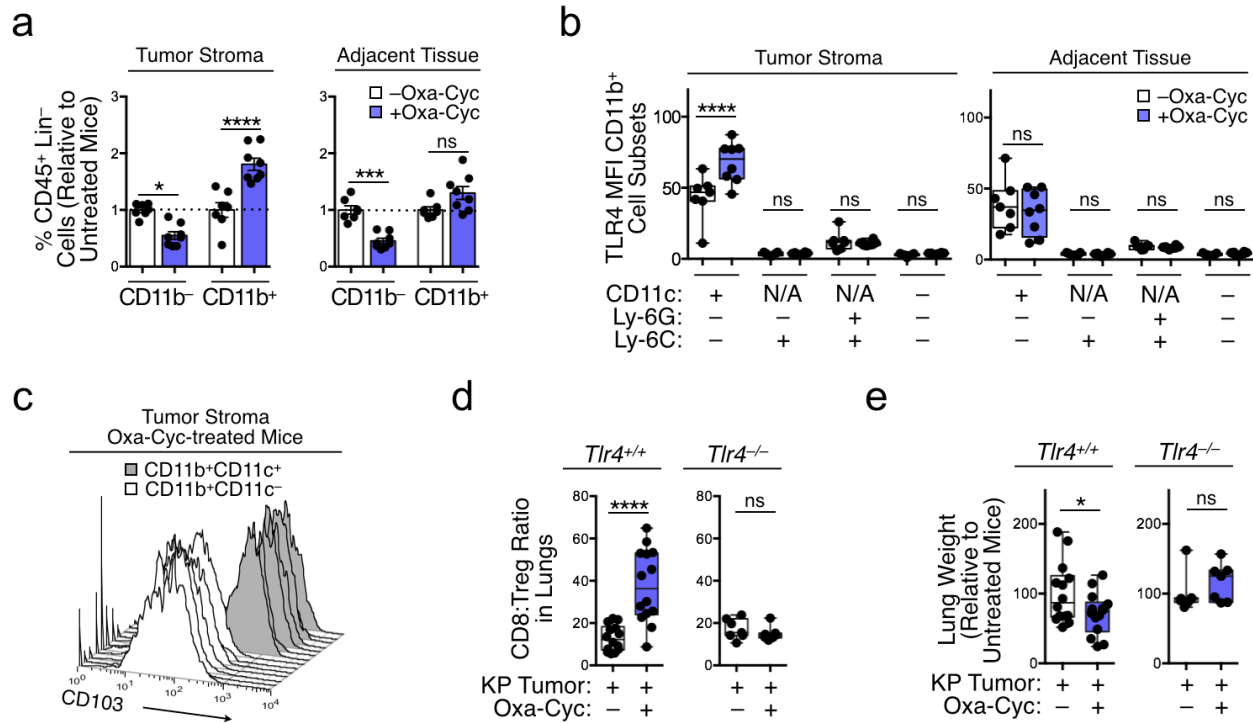 a
Tumor Stroma
Adjacent Tissue
% CD45⁺ Lin⁻
Cells (Relative to
Untreated Mice)
3
2
1
0
*
****
CD11b⁻
CD11b⁺
3
2
1
0
–Oxa-Cyc
+Oxa-Cyc
***
ns
CD11b⁻
CD11b⁺
b
Tumor Stroma
Adjacent Tissue
TLR4 MFI CD11b⁺
Cell Subsets
100
50
0
****
ns
ns
ns
100
50
0
–Oxa-Cyc
+Oxa-Cyc
ns
ns
ns
ns
CD11c: + N/A N/A – + N/A N/A –
Ly-6G: – – + – – +
Ly-6C: – + + – – + + –
c
Tumor Stroma
Oxa-Cyc-treated Mice
CD11b⁺CD11c⁺
CD11b⁺CD11c⁻
10⁰ 10¹ 10² 10³ 10⁴
CD103
d
Tlr4⁺/⁺
Tlr4⁻/⁻
CD8:Treg Ratio
in Lungs
80
60
40
20
0
****
80
60
40
20
0
ns
KP Tumor: + + + +
Oxa-Cyc: – + – +
e
Tlr4⁺/⁺
Tlr4⁻/⁻
Lung Weight
(Relative to
Untreated Mice)
200
100
0
*
200
100
0
ns
KP Tumor: + + + +
Oxa-Cyc: – + – +